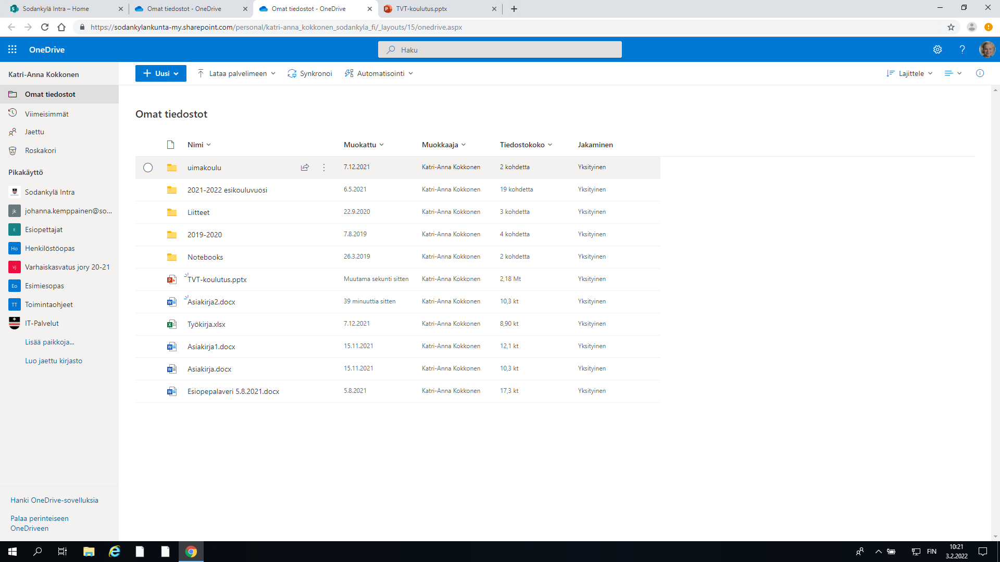 Sodankylä Intra – Home
Omat tiedostot - OneDrive
Omat tiedostot - OneDrive
TVT-koulutus.pptx
https://sodankylankunta-my.sharepoint.com/personal/katri-anna_kokkonen_sodankyla_fi/_layouts/15/onedrive.aspx
OneDrive
Haku
Katri-Anna Kokkonen
Omat tiedostot
Viimeisimmät
Jaettu
Roskakori
Pikakäyttö
Sodankylä Intra
jk johanna.kemppainen@so...
E Esiopettajat
Ho Henkilöstöopas
Vj Varhaiskasvatus jory 20-21
Eo Esimiesopas
TT Toimintaohjeet
IT-Palvelut
Lisää paikkoja...
Luo jaettu kirjasto
Hanki OneDrive-sovelluksia
Palaa perinteiseen
OneDriveen
Uusi Lataa palvelimeen Synkronoi Automatisointi Lajittele
Omat tiedostot
Nimi Muokattu Muokkaaja Tiedostokoko Jakaminen
uimakoulu 7.12.2021 Katri-Anna Kokkonen 2 kohdetta Yksityinen
2021-2022 esikouluvuosi 6.5.2021 Katri-Anna Kokkonen 19 kohdetta Yksityinen
Liitteet 22.9.2020 Katri-Anna Kokkonen 3 kohdetta Yksityinen
2019-2020 7.8.2019 Katri-Anna Kokkonen 4 kohdetta Yksityinen
Notebooks 26.3.2019 Katri-Anna Kokkonen 2 kohdetta Yksityinen
TVT-koulutus.pptx Muutama sekunti sitten Katri-Anna Kokkonen 2,18 Mt Yksityinen
Asiakirja2.docx 39 minuuttia sitten Katri-Anna Kokkonen 10,3 kt Yksityinen
Työkirja.xlsx 7.12.2021 Katri-Anna Kokkonen 8,90 kt Yksityinen
Asiakirja1.docx 15.11.2021 Katri-Anna Kokkonen 12,1 kt Yksityinen
Asiakirja.docx 15.11.2021 Katri-Anna Kokkonen 10,3 kt Yksityinen
Esiopepalaveri 5.8.2021.docx 5.8.2021 Katri-Anna Kokkonen 17,3 kt Yksityinen
FIN
10:21
3.2.2022